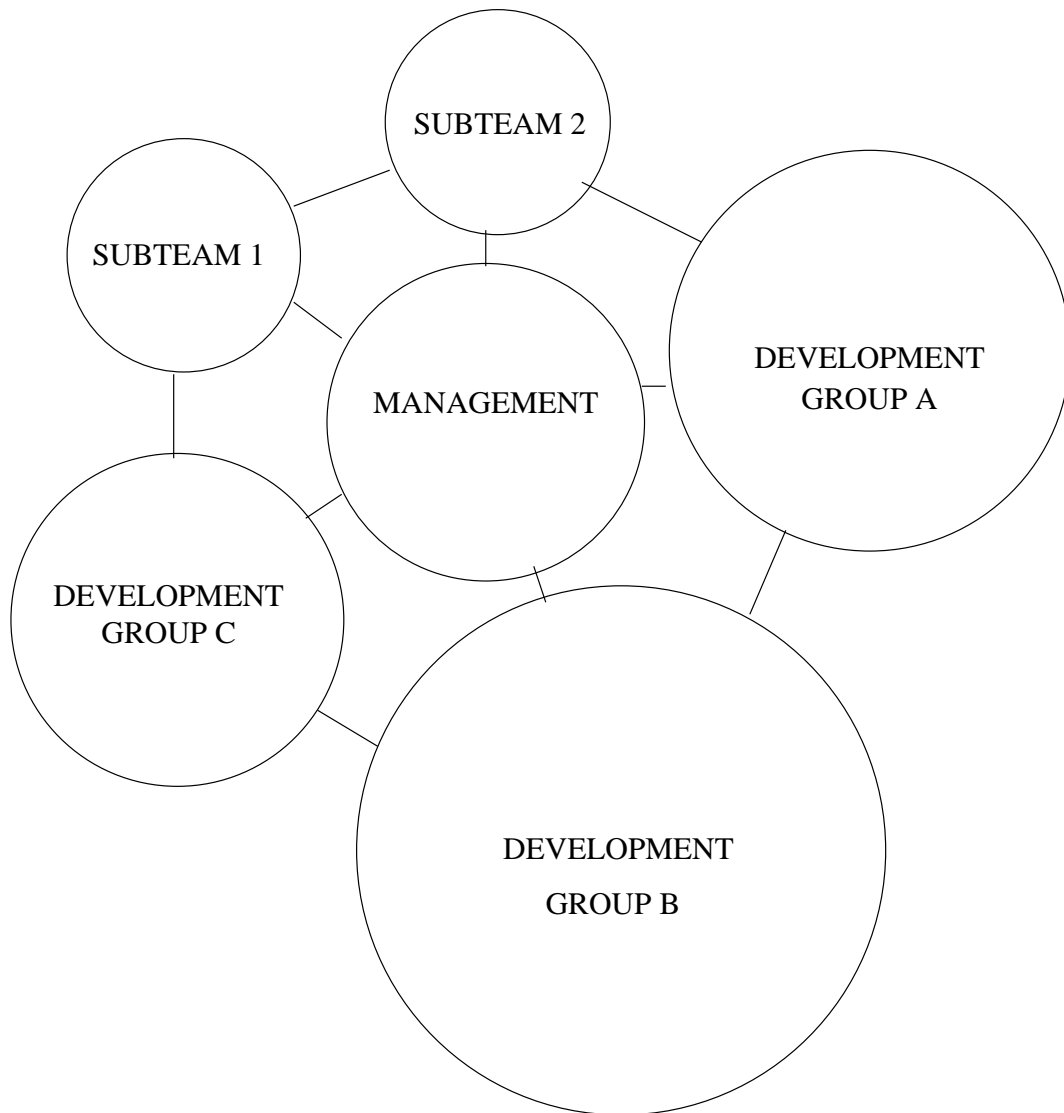 SUBTEAM 2
SUBTEAM 1
DEVELOPMENT
GROUP A
MANAGEMENT
DEVELOPMENT
GROUP C
DEVELOPMENT
GROUP B